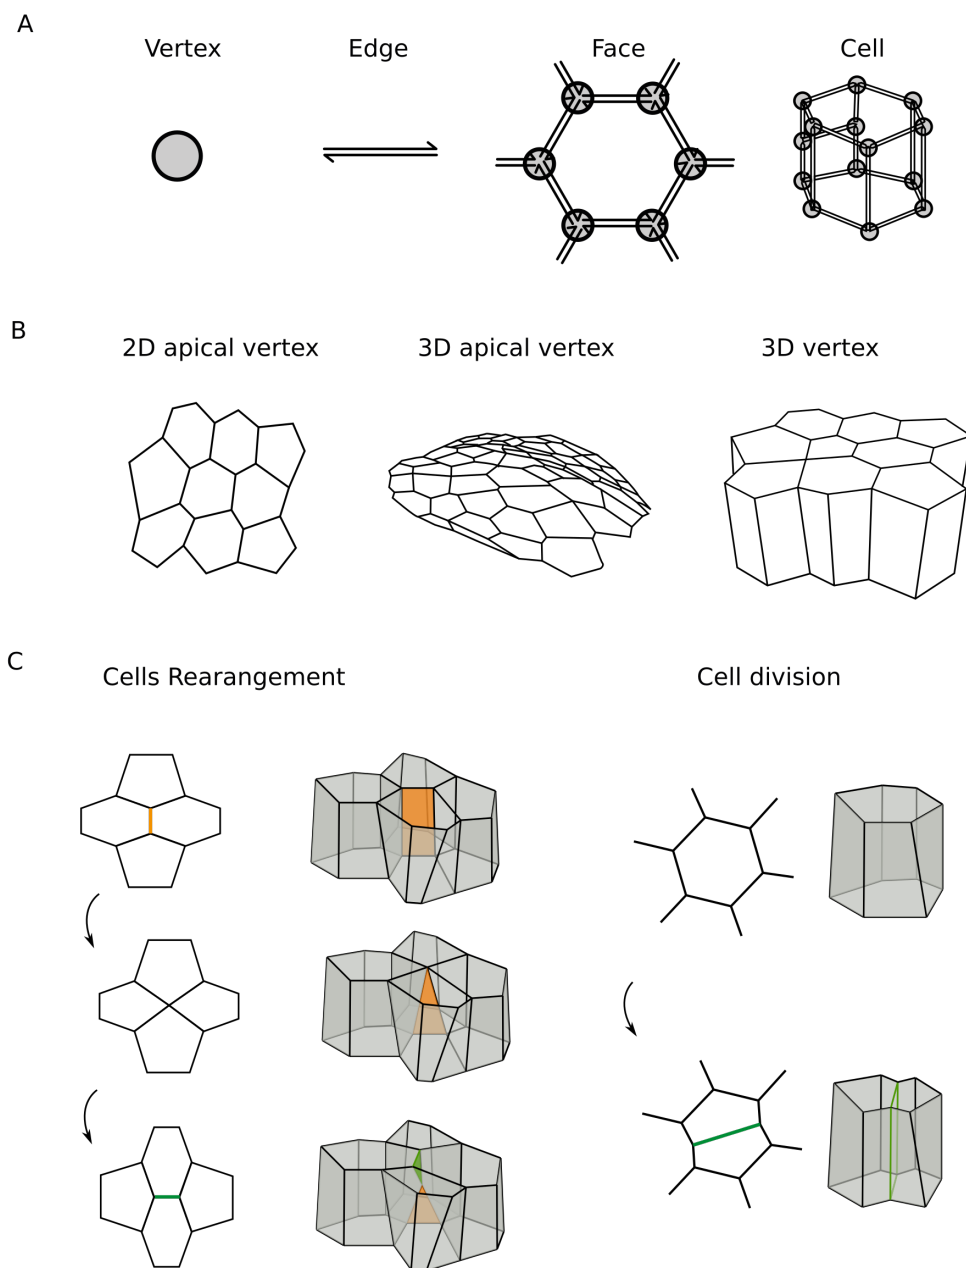 A
Vertex
Edge
Face
Cell
B
2D apical vertex
3D apical vertex
3D vertex
C
Cells Rearangement
Cell division